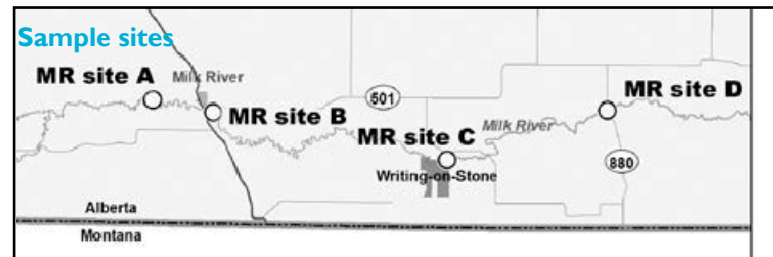 Sample sites
MR site A
Milk River
MR site B
501
MR site C
Milk River
MR site D
880
Writing-on-Stone
Alberta
Montana